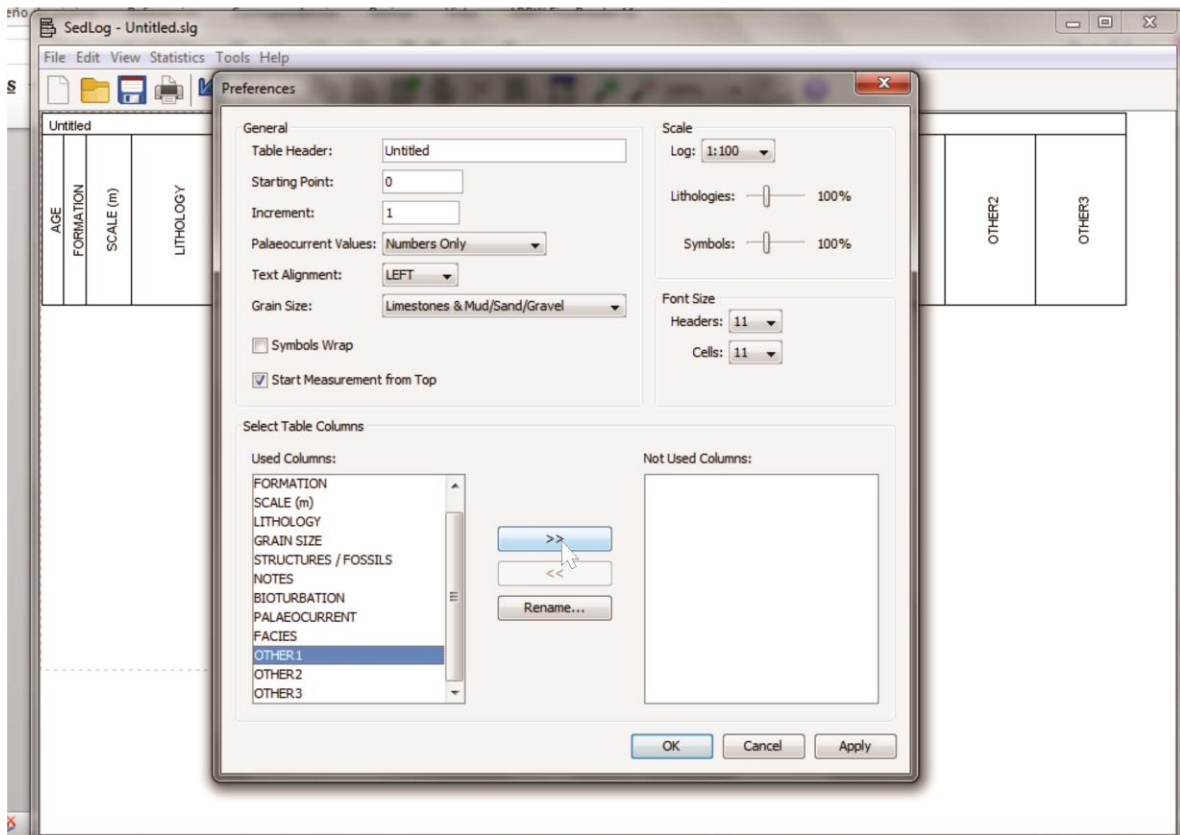 SedLog - Untitled.slg
File Edit View Statistics Tools Help
s
Preferences
Untitled
AGE
FORMATION
SCALE (m)
LITHOLOGY
OTHER2
OTHER3
General
Table Header: Untitled
Starting Point: 0
Increment: 1
Palaeocurrent Values: Numbers Only
Text Alignment: LEFT
Grain Size: Limestones & Mud/Sand/Gravel
Symbols Wrap
Start Measurement from Top
Scale
Log: 1:100
Lithologies: 100%
Symbols: 100%
Font Size
Headers: 11
Cells: 11
Select Table Columns
Used Columns:
FORMATION
SCALE (m)
LITHOLOGY
GRAIN SIZE
STRUCTURES / FOSSILS
NOTES
BIOTURBATION
PALAEOCURRENT
FACIES
OTHER1
OTHER2
OTHER3
>>
<<
Rename...
Not Used Columns:
OK Cancel Apply